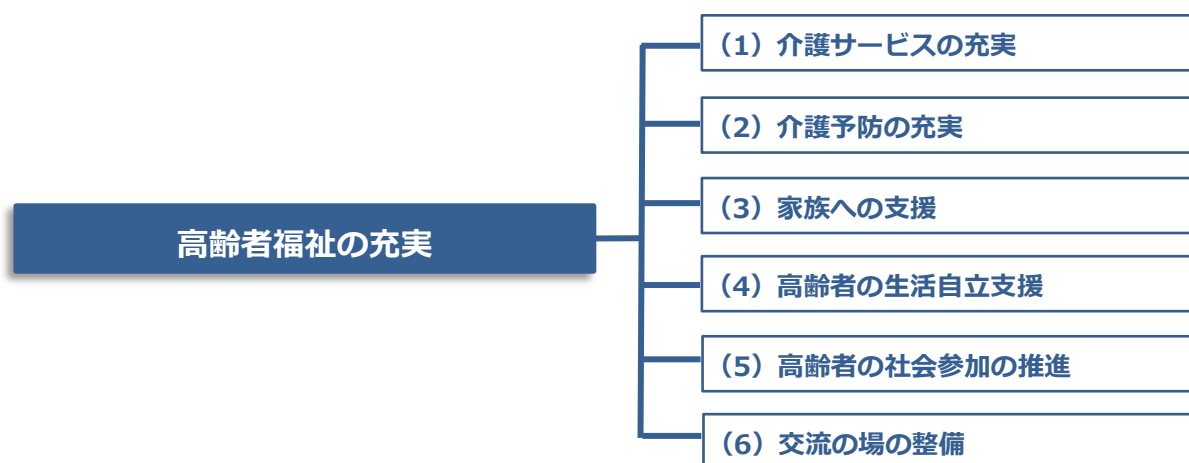 高齢者福祉の充実
（1）介護サービスの充実
（2）介護予防の充実
（3）家族への支援
（4）高齢者の生活自立支援
（5）高齢者の社会参加の推進
（6）交流の場の整備